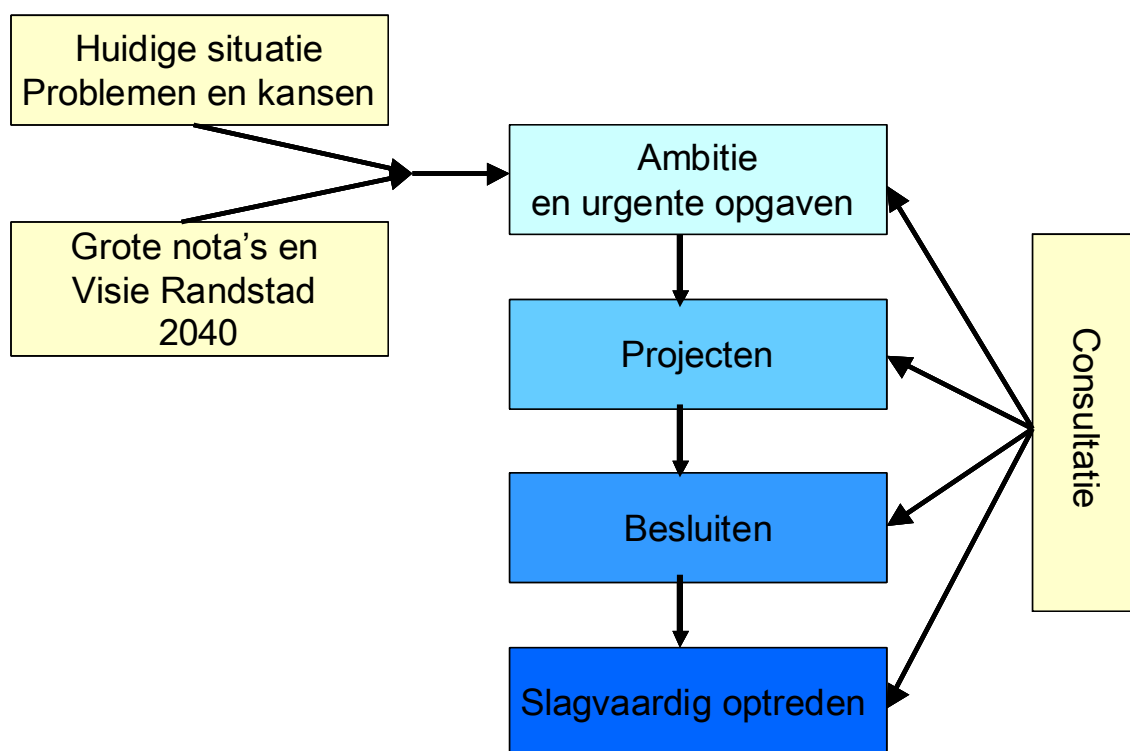 Huidige situatie
Problemen en kansen
Grote nota’s en
Visie Randstad
2040
Ambitie
en urgente opgaven
Projecten
Besluiten
Slagvaardig optreden
Consultatie